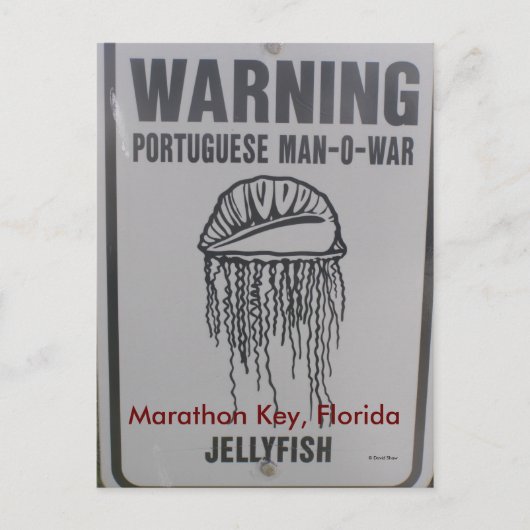 WARNING
PORTUGUESE MAN-O-WAR
Marathon Key, Florida
JELLYFISH
© David Shaw